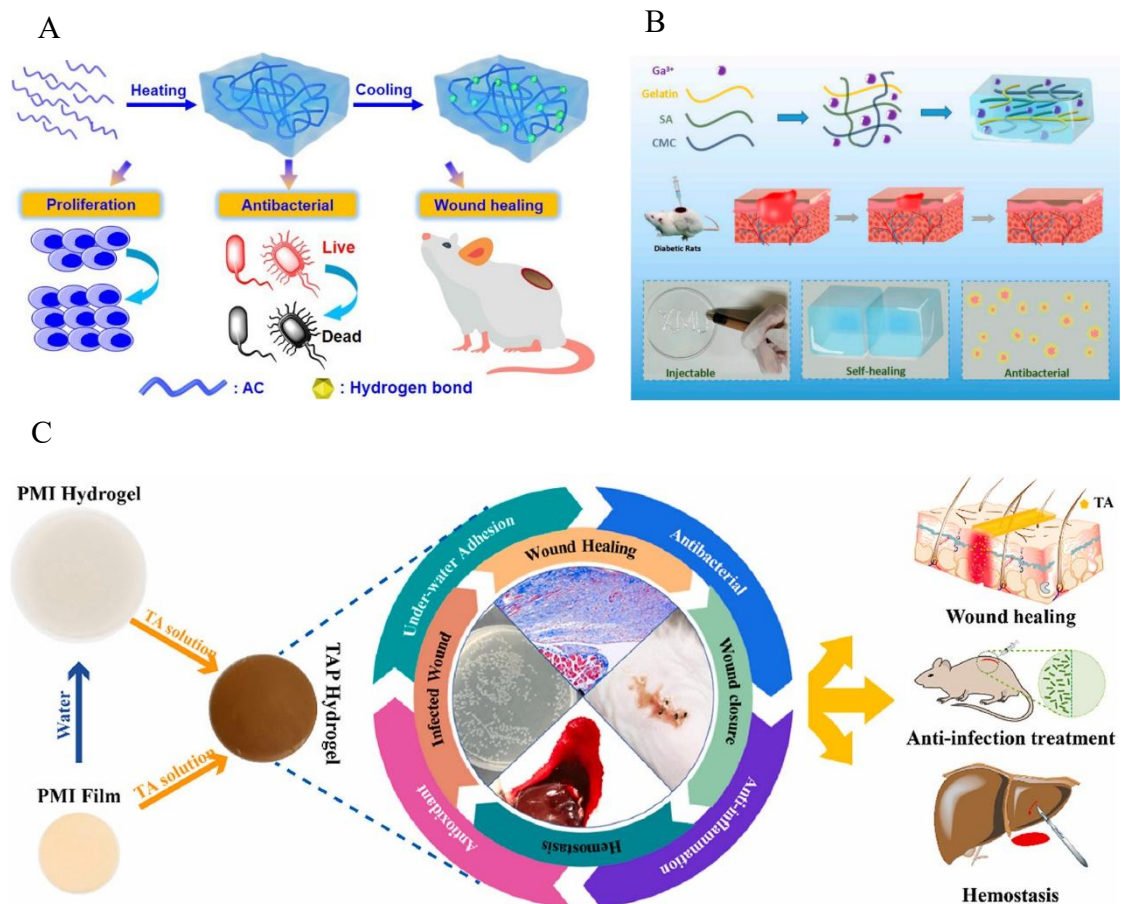 A
Heating
Cooling
Proliferation
Antibacterial
Wound healing
Live
Dead
: AC
: Hydrogen bond
B
Ga³⁺
Gelatin
SA
CMC
Diabetic Rats
Injectable
Self-healing
Antibacterial
C
PMI Hydrogel
TA solution
Water
TA solution
PMI Film
TAP Hydrogel
Under-water Adhesion
Antibacterial
Anti-inflammation
Antioxidant
Wound Healing
Wound closure
Hemostasis
Infected Wound
TA
Wound healing
Anti-infection treatment
Hemostasis